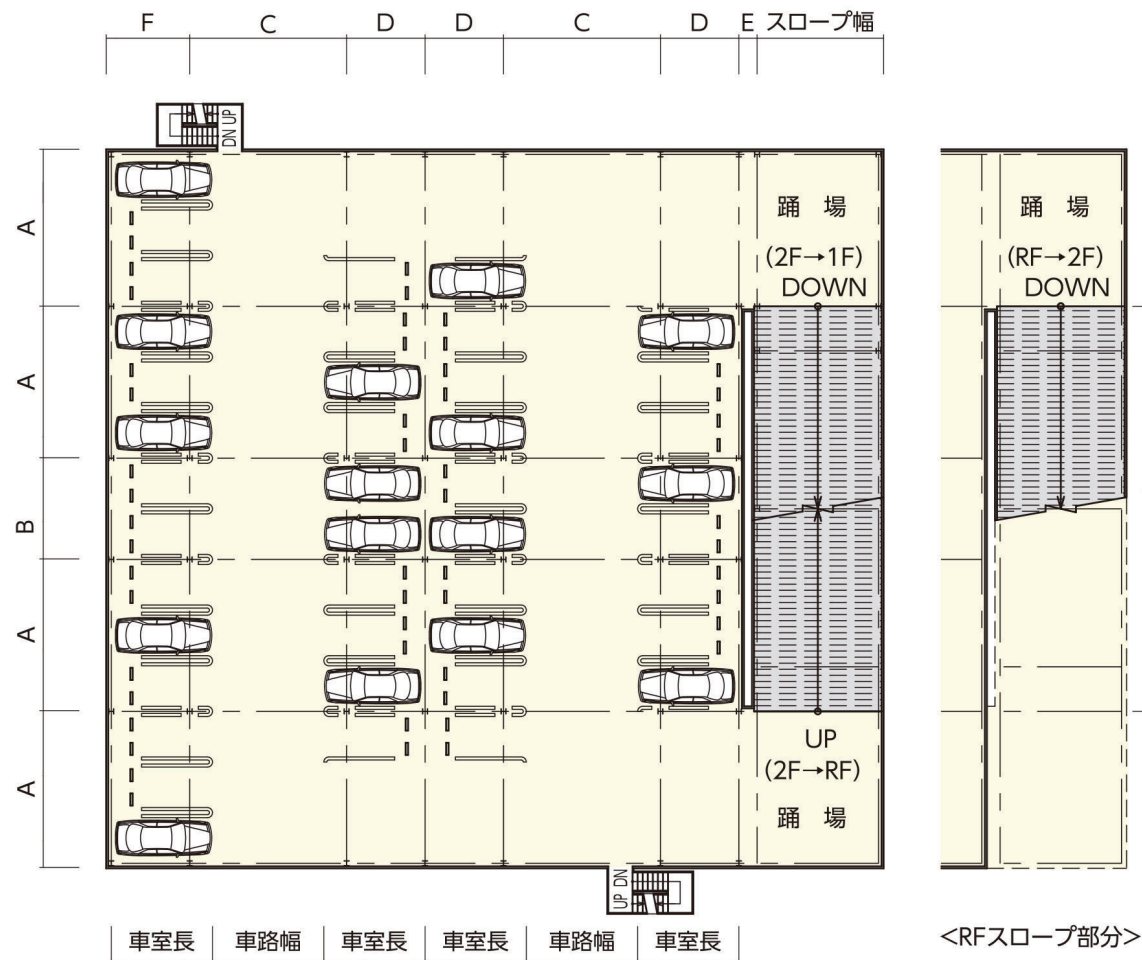 F C D D C D E スロープ幅
DN UP
A
A
B
A
A
踊 場
(2F→1F)
DOWN
UP
(2F→RF)
踊 場
UP DN
車室長 車路幅 車室長 車室長 車路幅 車室長
踊 場
(RF→2F)
DOWN
<RFスロープ部分>